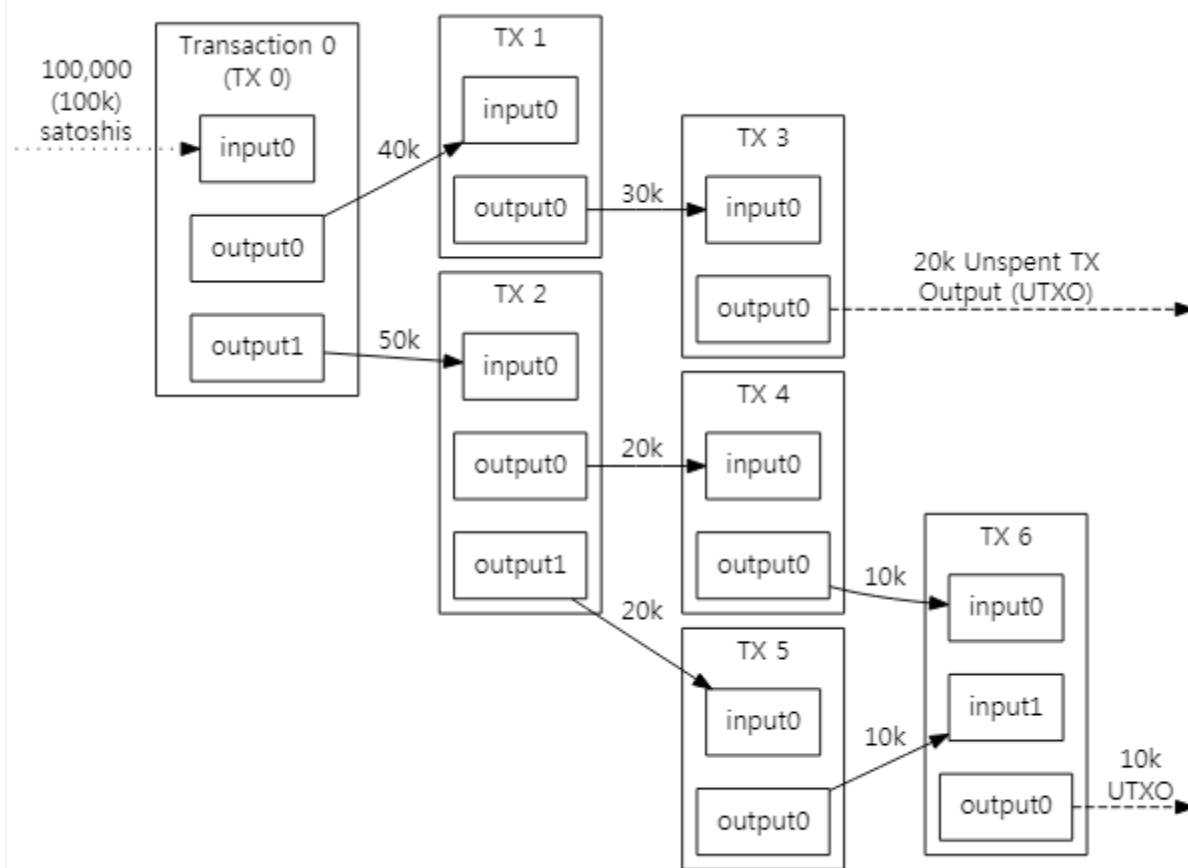 100,000
(100k)
satoshis
Transaction 0
(TX 0)
input0
output0
output1
40k
50k
TX 1
input0
output0
30k
TX 2
input0
output0
output1
20k
20k
TX 3
input0
output0
20k Unspent TX
Output (UTXO)
TX 4
input0
output0
10k
TX 5
input0
output0
10k
TX 6
input0
input1
output0
10k
UTXO